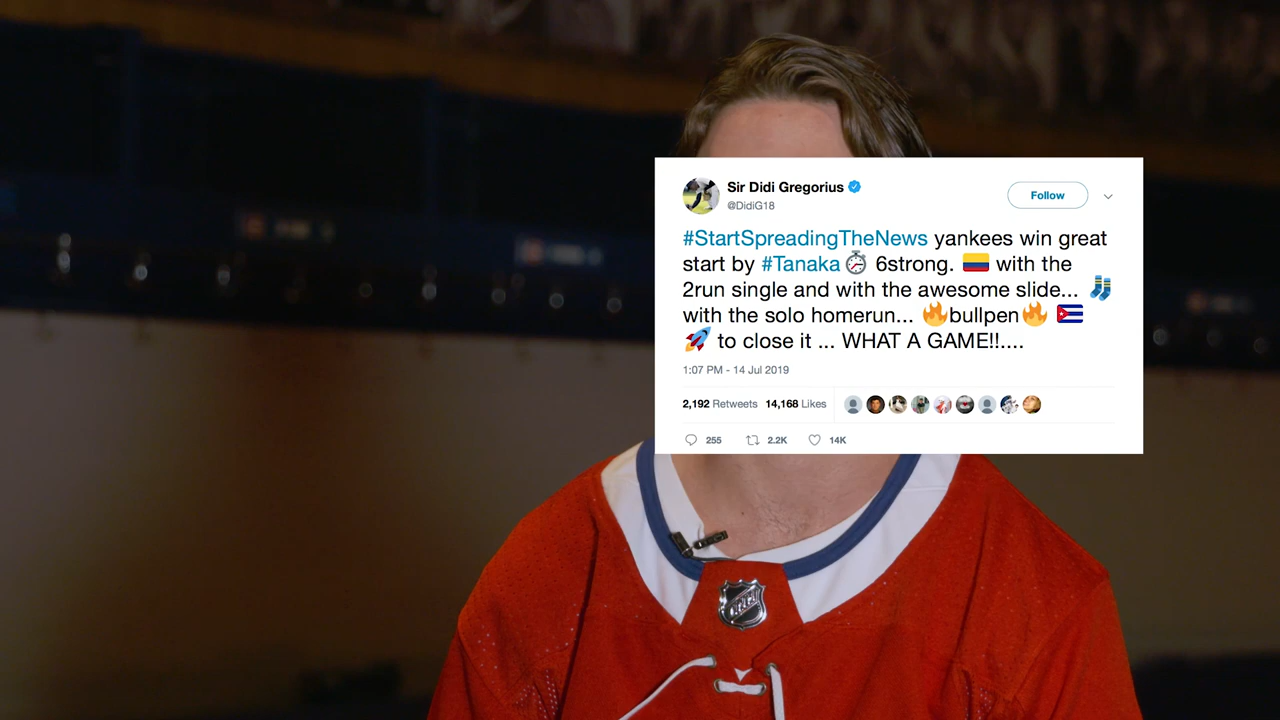 Sir Didi Gregorius
@DidiG18
Follow
#StartSpreadingTheNews yankees win great
start by #Tanaka⏱ 6strong. 🇨🇴 with the
2run single and with the awesome slide... 🧦
with the solo homerun... 🔥bullpen🔥 🇨🇺
🚀 to close it ... WHAT A GAME!!....
1:07 PM - 14 Jul 2019
2,192 Retweets 14,168 Likes
255 2.2K 14K
NHL